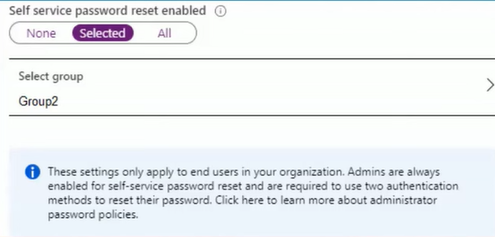 Self service password reset enabled
None Selected All
Select group
Group2
These settings only apply to end users in your organization. Admins are always
enabled for self-service password reset and are required to use two authentication
methods to reset their password. Click here to learn more about administrator
password policies.